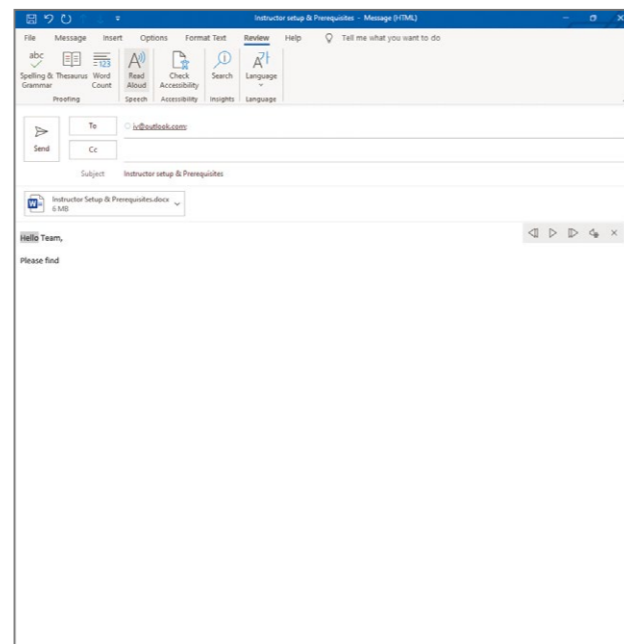 Instructor setup & Prerequisites - Message (HTML)
File Message Insert Options Format Text Review Help Tell me what you want to do
abc
123
Spelling & Grammar
Thesaurus
Word Count
Read Aloud
Check Accessibility
Search
Language
Proofing Speech Accessibility Insights Language
Send
To iv@outlook.com;
Cc
Subject Instructor setup & Prerequisites
Instructor Setup & Prerequisites.docx
6 MB
Hello Team,
Please find